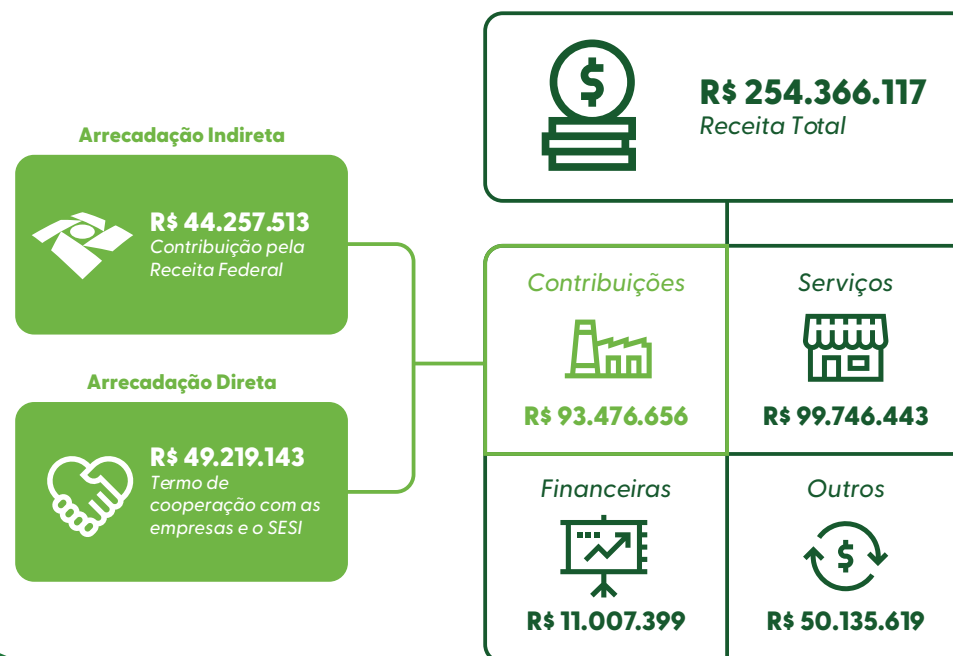 R$ 254.366.117
Receita Total
Arrecadação Indireta
R$ 44.257.513
Contribuição pela
Receita Federal
Arrecadação Direta
R$ 49.219.143
Termo de
cooperação com as
empresas e o SESI
Contribuições
R$ 93.476.656
Serviços
R$ 99.746.443
Financeiras
R$ 11.007.399
Outros
R$ 50.135.619